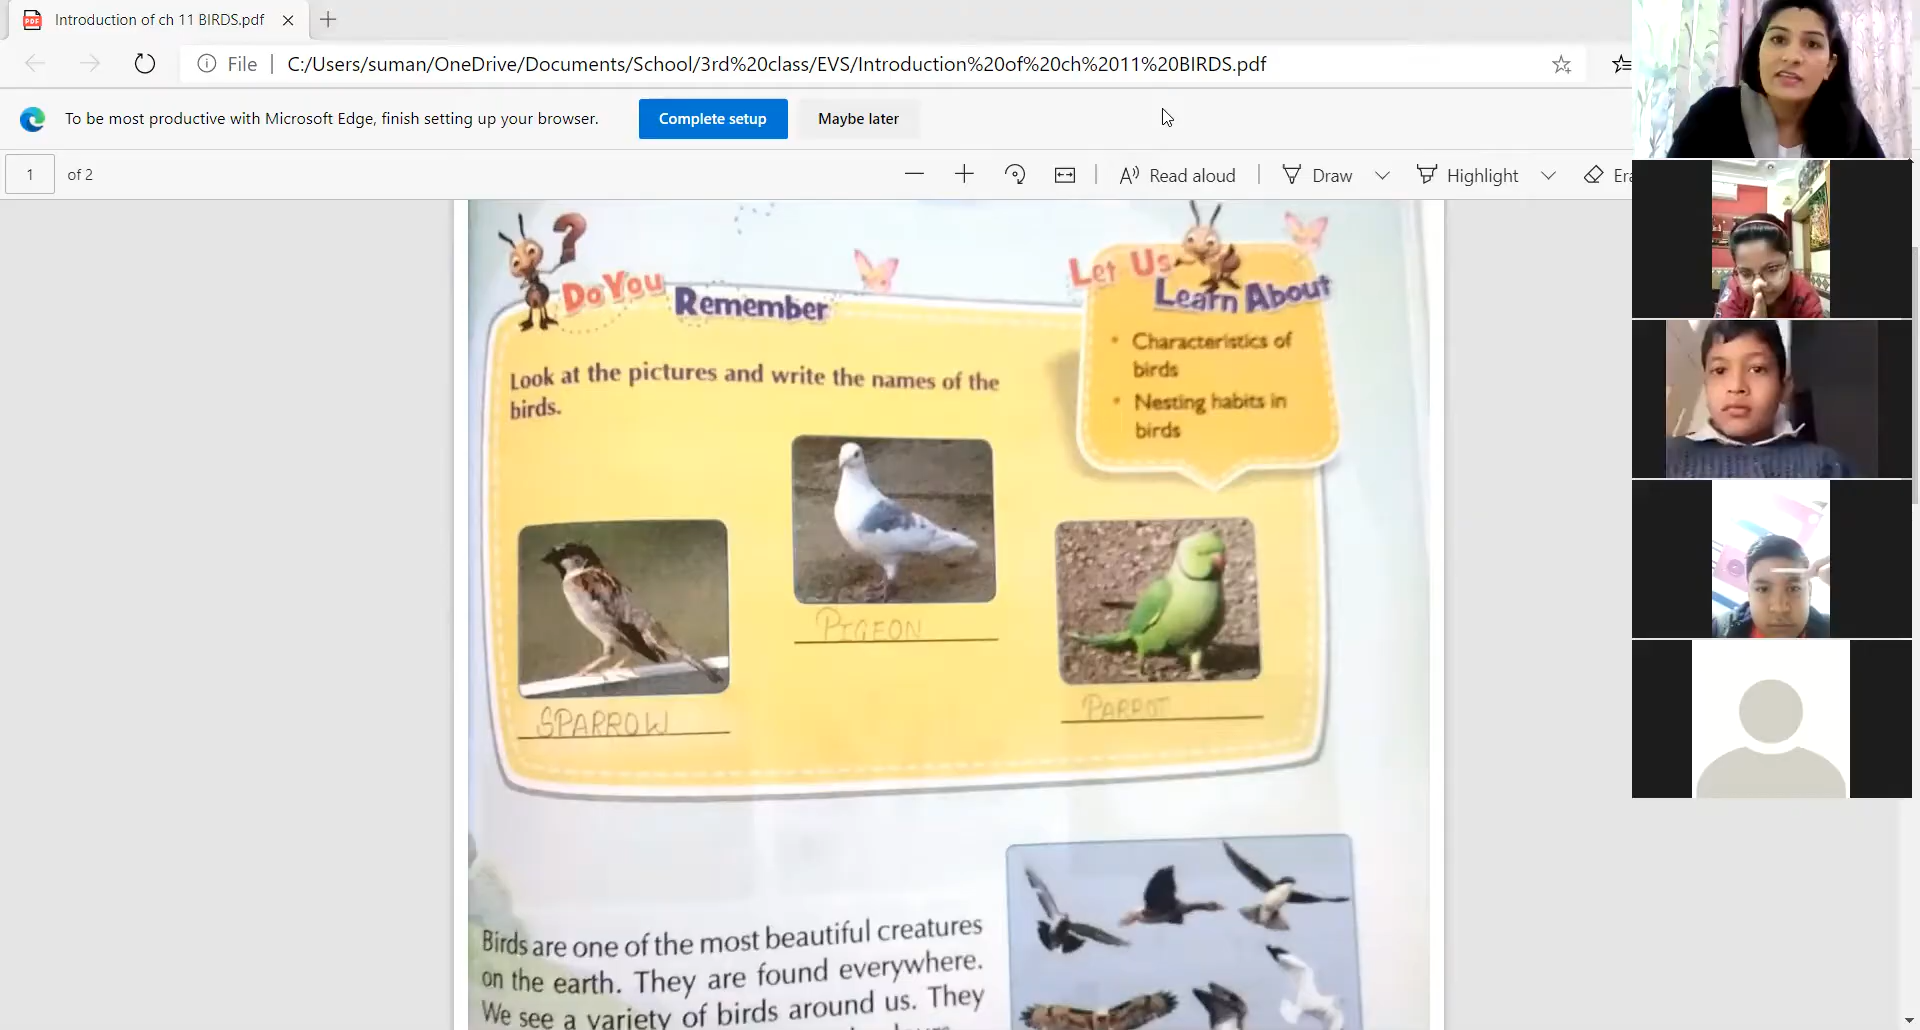 Introduction of ch 11 BIRDS.pdf
File | C:/Users/suman/OneDrive/Documents/School/3rd%20class/EVS/Introduction%20of%20ch%2011%20BIRDS.pdf
To be most productive with Microsoft Edge, finish setting up your browser. Complete setup Maybe later
1 of 2 Read aloud Draw Highlight
Do You Remember
Let Us Learn About
• Characteristics of
birds
• Nesting habits in
birds
Look at the pictures and write the names of the
birds.
PIGEON
SPARROW
PARROT
Birds are one of the most beautiful creatures
on the earth. They are found everywhere.
We see a variety of birds around us. They